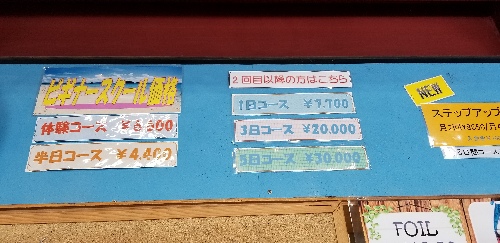 ビギナースクール価格
体験コース ¥6,600
半日コース ¥4,400
2回目以降の方はこちら
1日コース ¥7,700
3日コース ¥20.000
5日コース ¥30,000
NEW
ステップアップ
FOIL